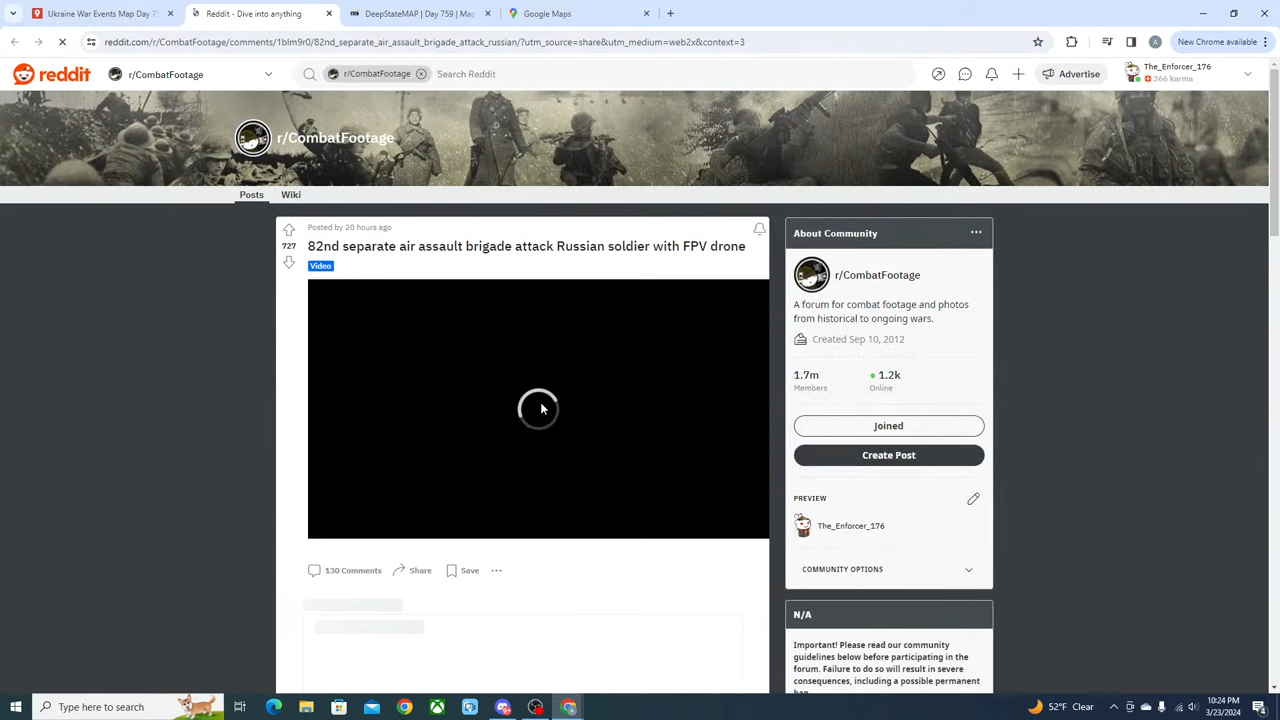 Ukraine War Events Map Day 75
Reddit - Dive into anything
DeepStateMAP | Day 759 | Map
Google Maps
reddit.com/r/CombatFootage/comments/1blm9r0/82nd_separate_air_assault_brigade_attack_russian/?utm_source=share&utm_medium=web2x&context=3
A
New Chrome available
reddit
r/CombatFootage
r/CombatFootage
Search Reddit
Advertise
The_Enforcer_176
366 karma
r/CombatFootage
Posts
Wiki
Posted by 20 hours ago
727
82nd separate air assault brigade attack Russian soldier with FPV drone
Video
130 Comments
Share
Save
About Community
r/CombatFootage
A forum for combat footage and photos
from historical to ongoing wars.
Created Sep 10, 2012
1.7m
Members
1.2k
Online
Joined
Create Post
PREVIEW
The_Enforcer_176
COMMUNITY OPTIONS
N/A
Important! Please read our community
guidelines below before participating in the
forum. Failure to do so will result in severe
consequences, including a possible permanent
ban
Type here to search
52°F Clear
10:24 PM
3/23/2024